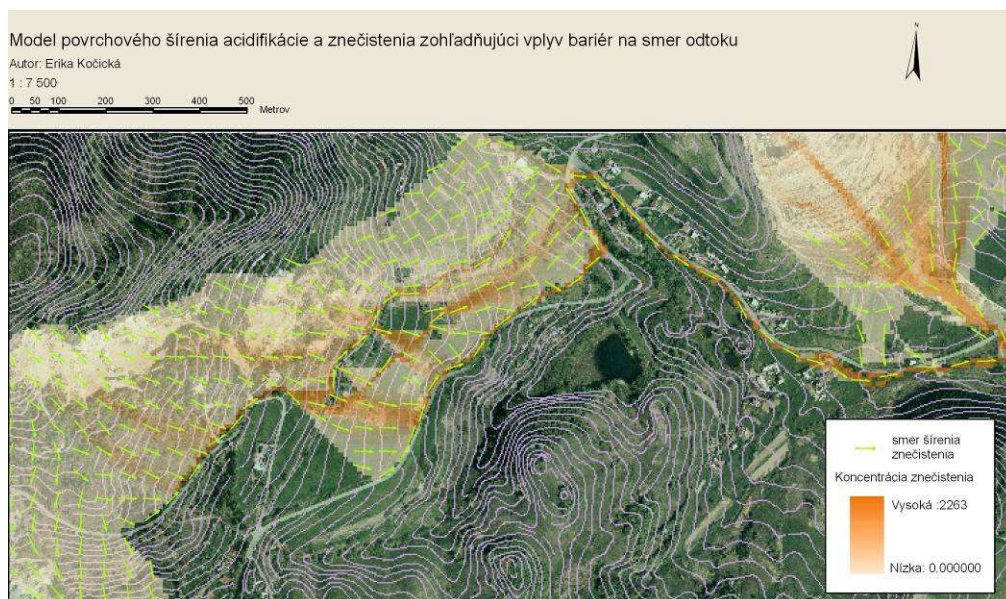 Model povrchového šírenia acidifikácie a znečistenia zohľadňujúci vplyv bariér na smer odtoku
Autor: Erika Kočická
1 : 7 500
0 50 100 200 300 400 500
Metrov
N
smer šírenia
znečistenia
Koncentrácia znečistenia
Vysoká :2263
Nízka: 0.000000